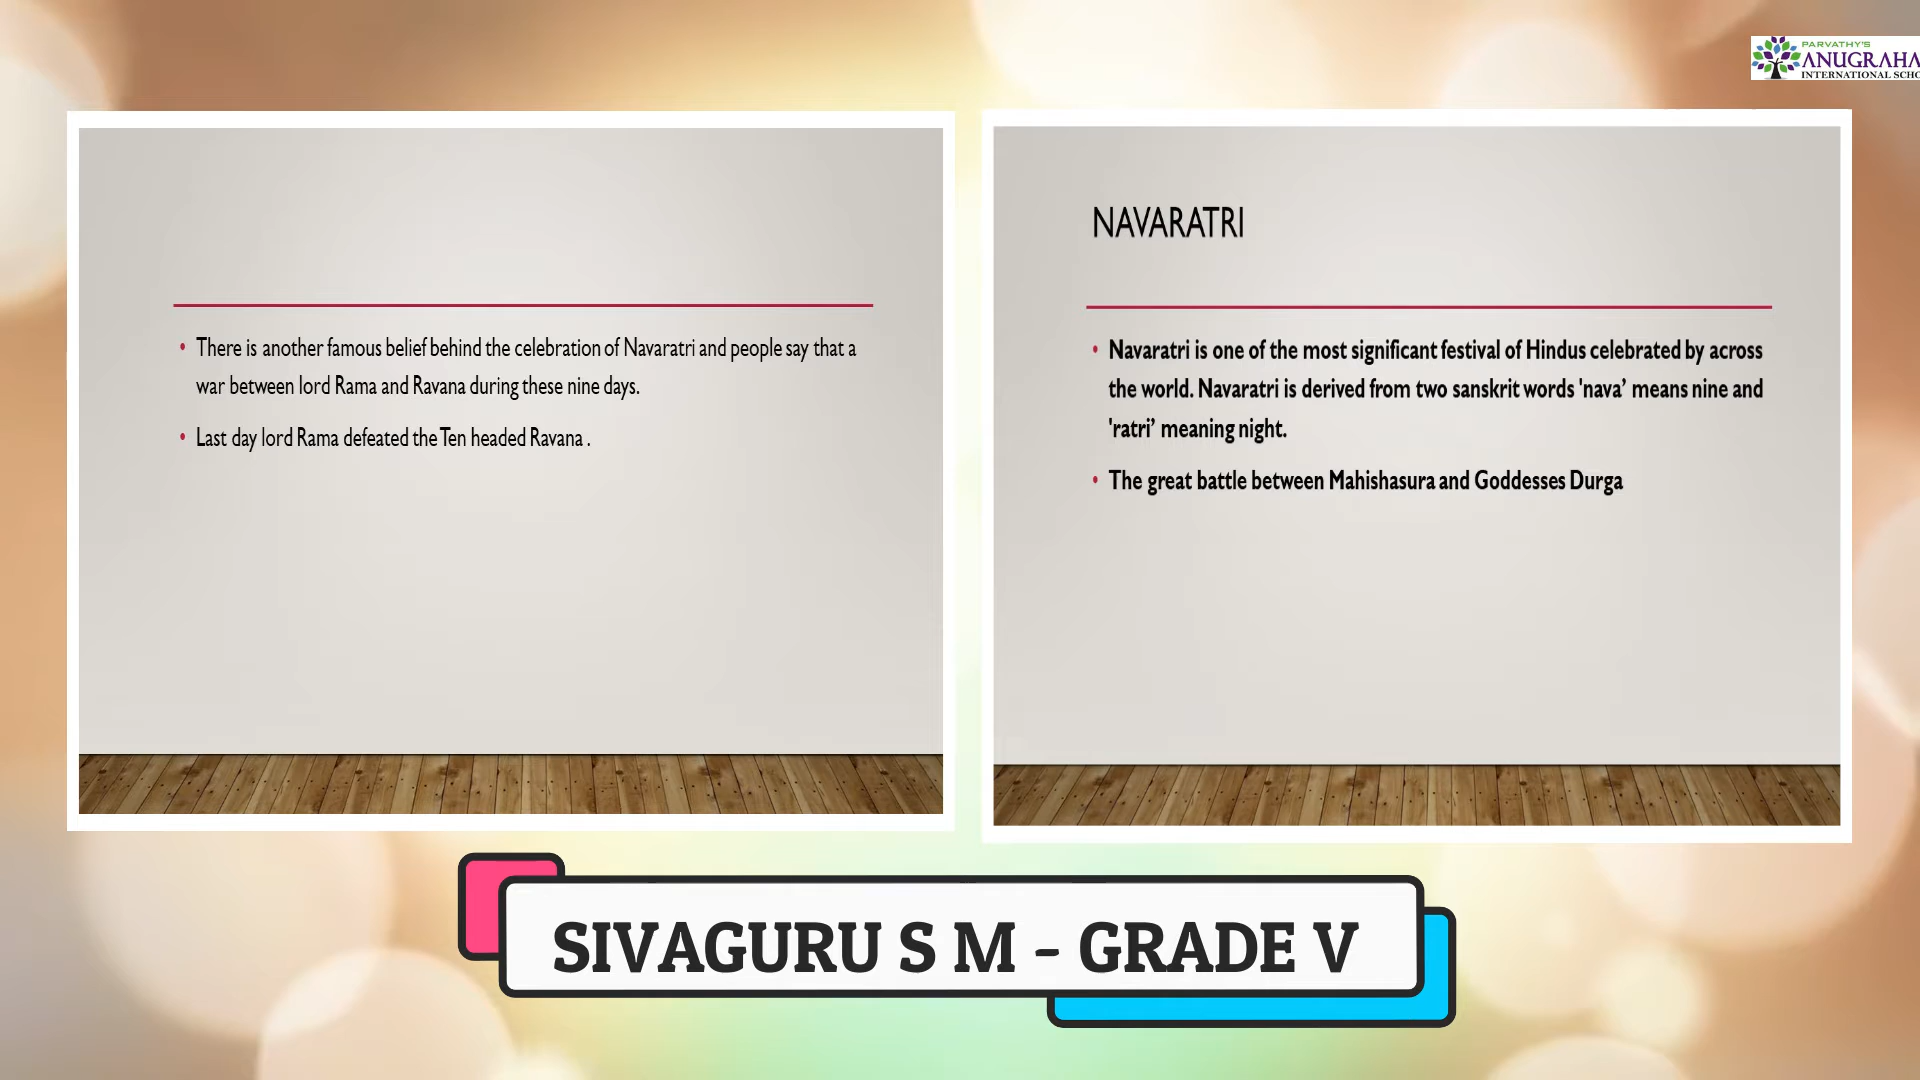 PARVATHY'S
ANUGRAHA
INTERNATIONAL SCHO
• There is another famous belief behind the celebration of Navaratri and people say that a
war between lord Rama and Ravana during these nine days.
• Last day lord Rama defeated the Ten headed Ravana .
NAVARATRI
• Navaratri is one of the most significant festival of Hindus celebrated by across
the world. Navaratri is derived from two sanskrit words 'nava’ means nine and
'ratri’ meaning night.
• The great battle between Mahishasura and Goddesses Durga
SIVAGURU S M - GRADE V